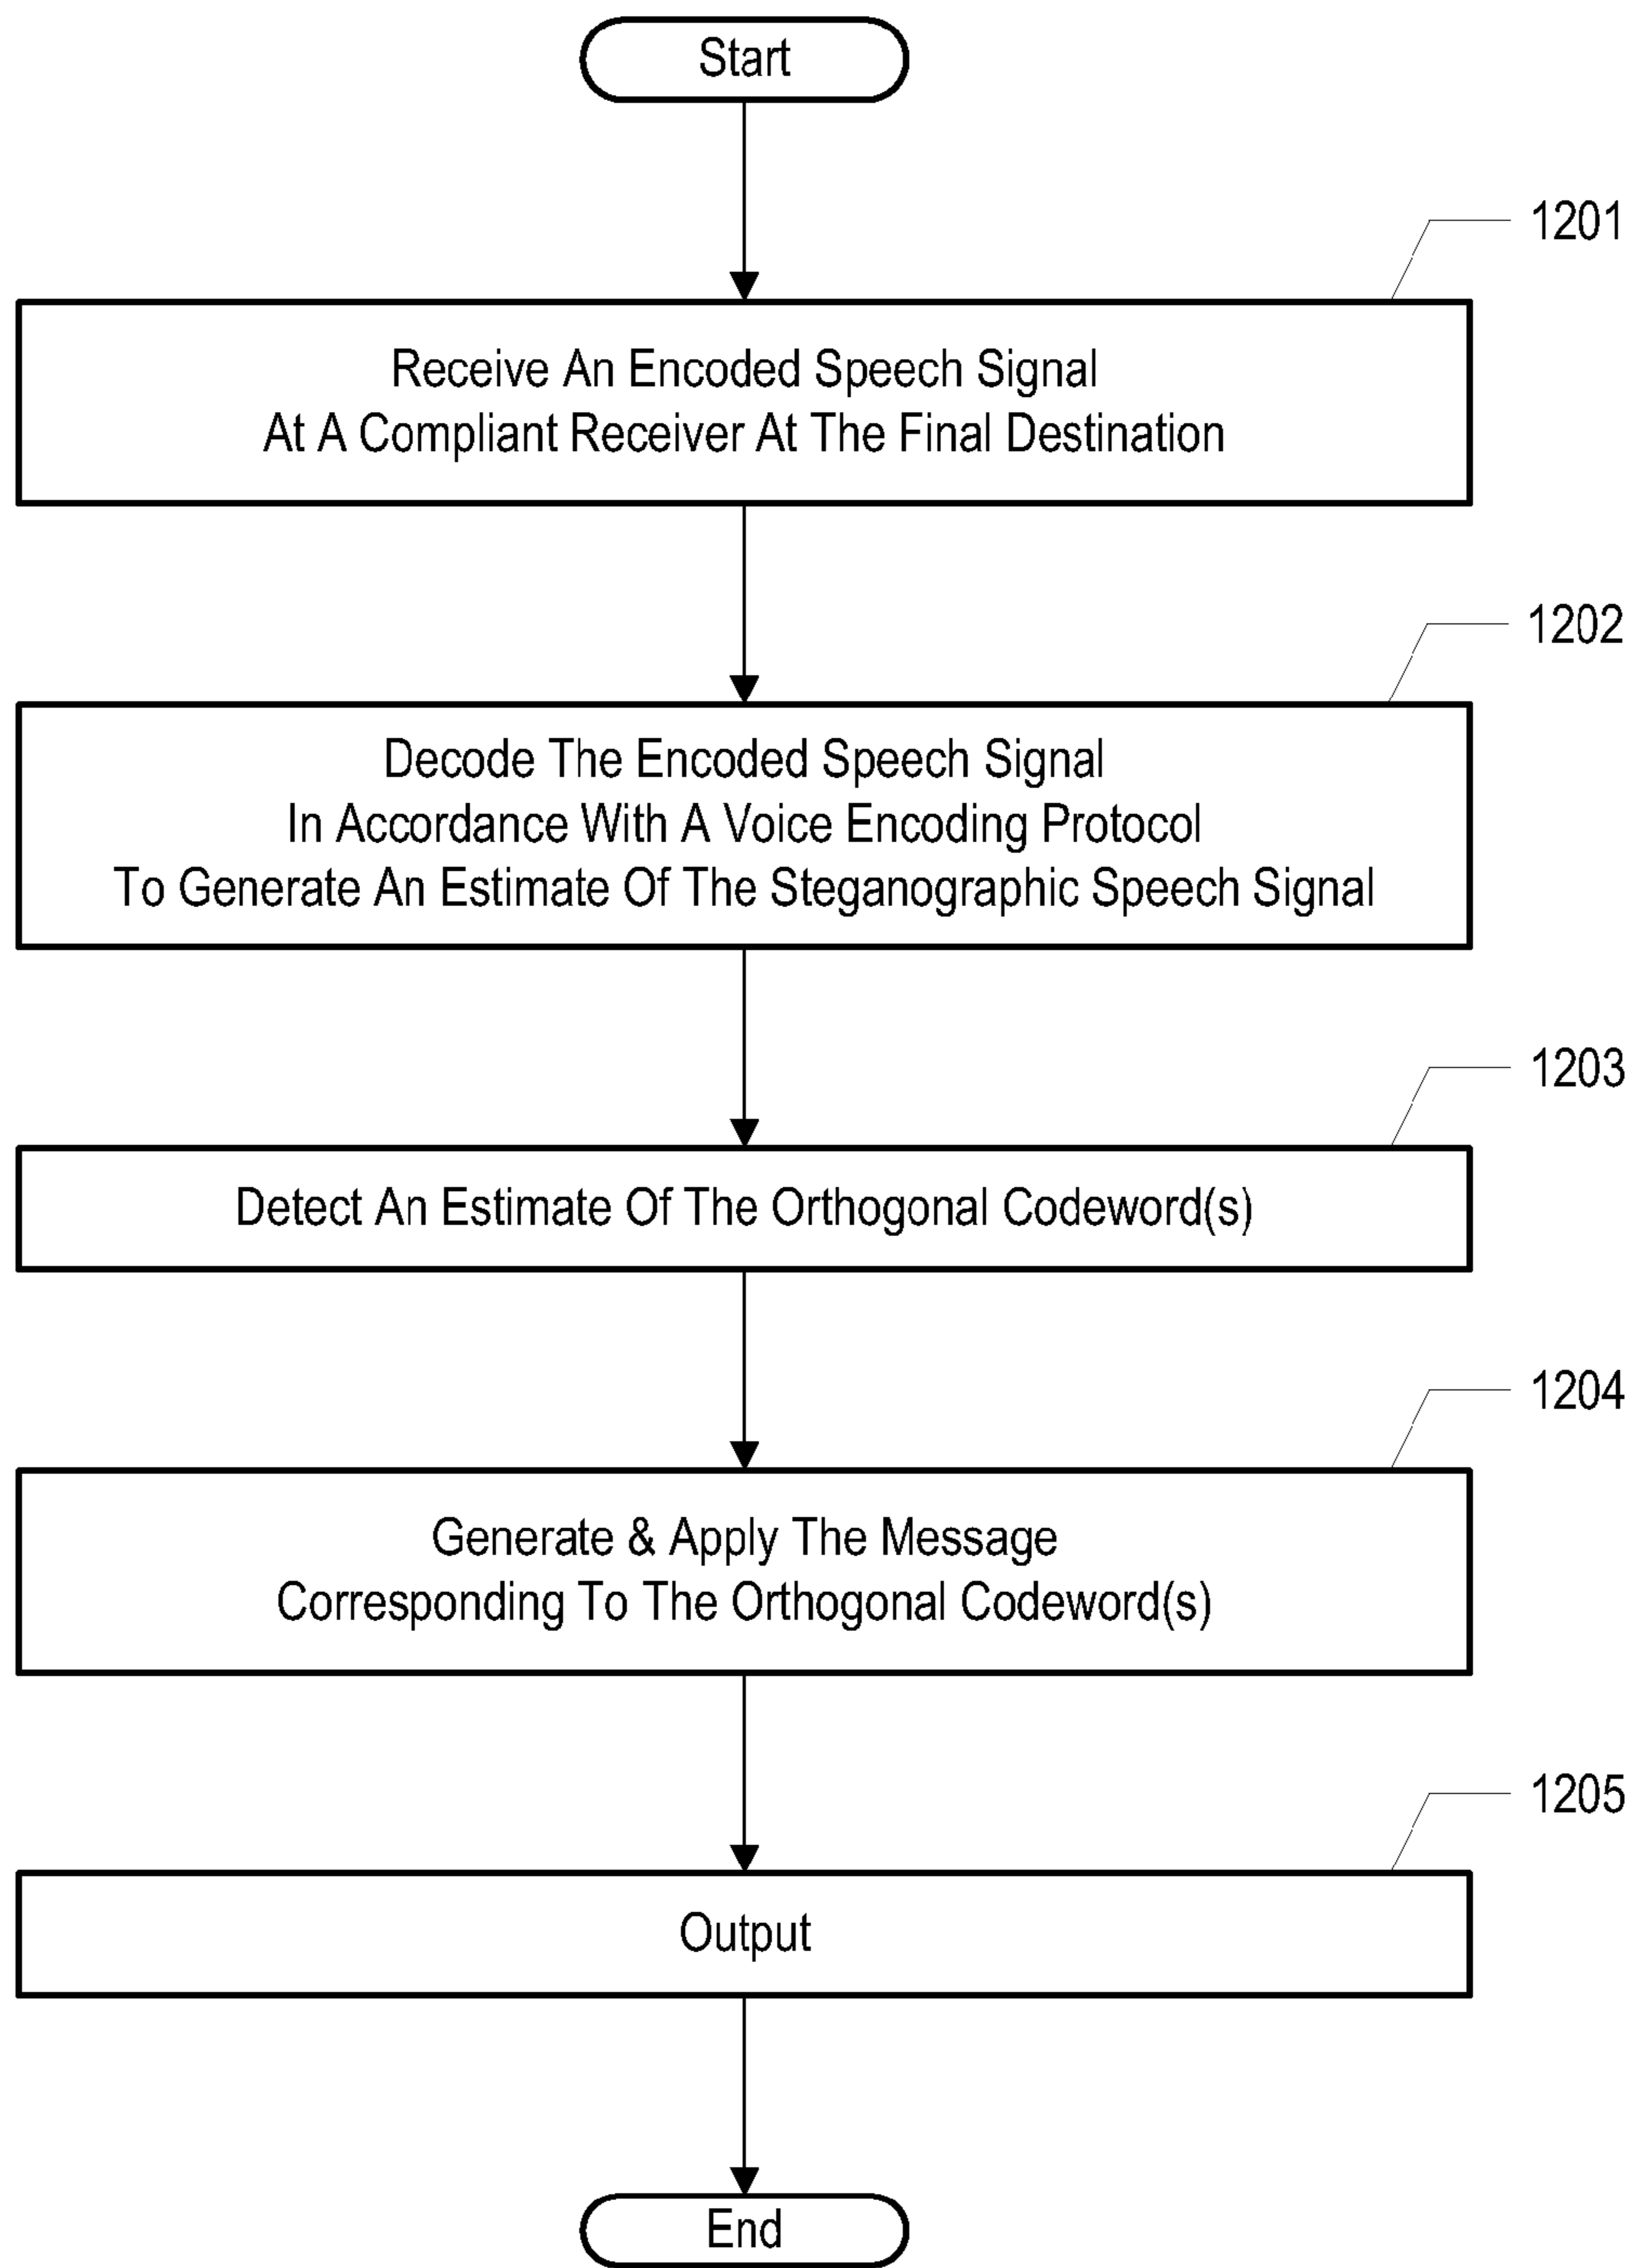 Start
1201
Receive An Encoded Speech Signal
At A Compliant Receiver At The Final Destination
1202
Decode The Encoded Speech Signal
In Accordance With A Voice Encoding Protocol
To Generate An Estimate Of The Steganographic Speech Signal
1203
Detect An Estimate Of The Orthogonal Codeword(s)
1204
Generate & Apply The Message
Corresponding To The Orthogonal Codeword(s)
1205
Output
End